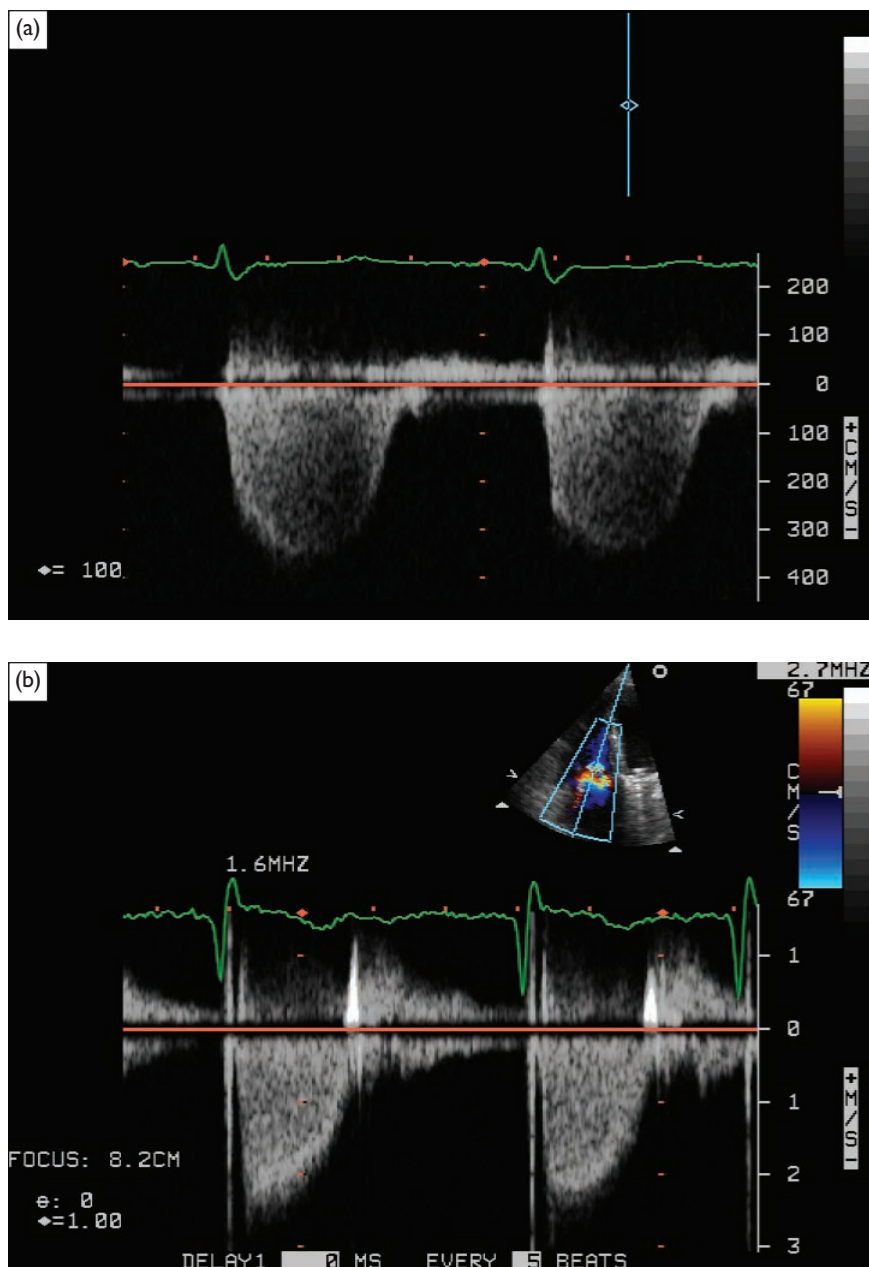 (a)
200
100
0
100
200
300
400
+CM/S-
= 100
(b)
2.7MHZ
67
CM/S
67
1.6MHZ
1
0
1
2
3
+M/S-
FOCUS: 8.2CM
θ: 0
=1.00
DELAY1 0 MS EVERY 5 BEATS